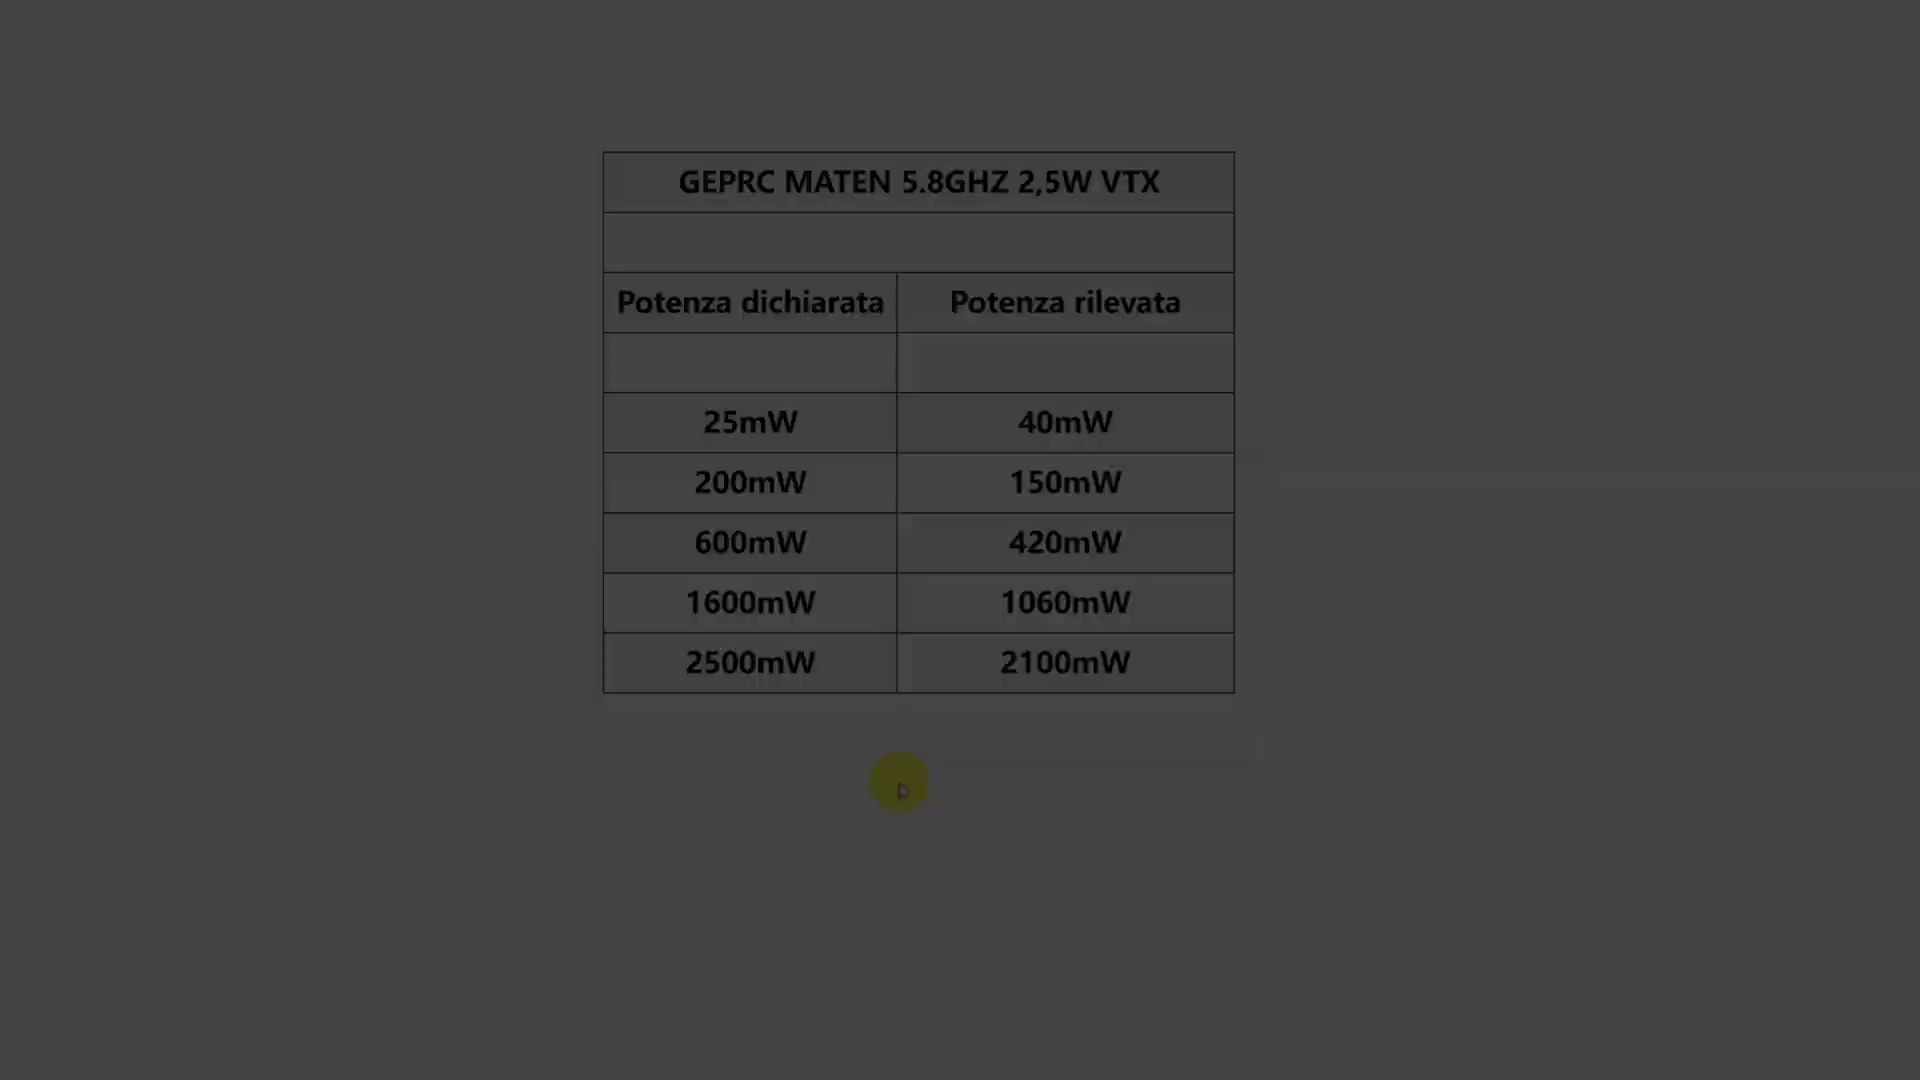 GEPRC MATEN 5.8GHZ 2,5W VTX
Potenza dichiarata Potenza rilevata
25mW 40mW
200mW 150mW
600mW 420mW
1600mW 1060mW
2500mW 2100mW